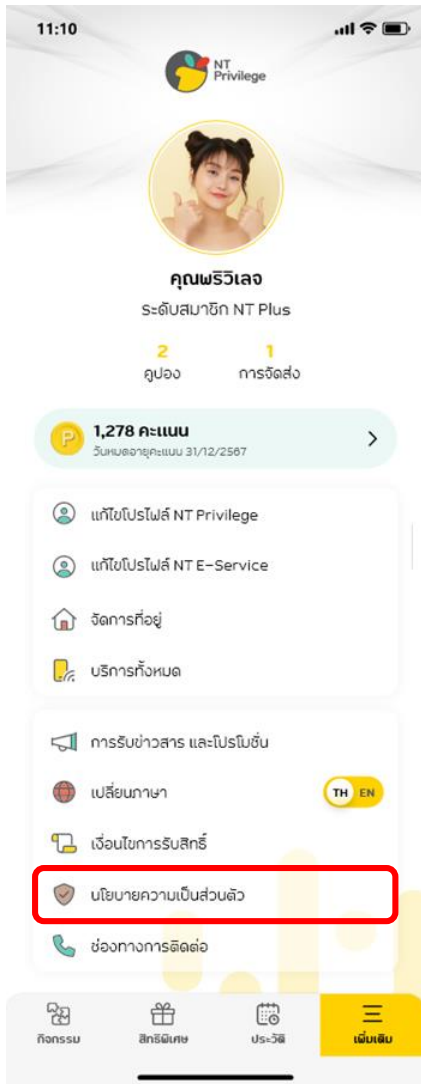 11:10
NT
Privilege
คุณพริวิเลจ
ระดับสมาชิก NT Plus
2 1
คูปอง การจัดส่ง
P 1,278 คะแนน
วันหมดอายุคะแนน 31/12/2567
แก้ไขโปรไฟล์ NT Privilege
แก้ไขโปรไฟล์ NT E-Service
จัดการที่อยู่
บริการทั้งหมด
การรับข่าวสาร และโปรโมชั่น
เปลี่ยนภาษา TH EN
เงื่อนไขการรับสิทธิ์
นโยบายความเป็นส่วนตัว
ช่องทางการติดต่อ
กิจกรรม สิทธิพิเศษ ประวัติ เพิ่มเติม